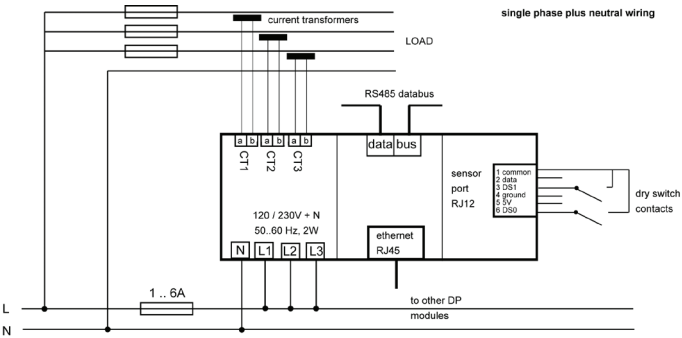 single phase plus neutral wiring
current transformers
LOAD
RS485 databus
a b a b a b
CT1 CT2 CT3
data bus
sensor
port
RJ12
1 common
2 data
3 DS1
4 ground
5 5V
6 DS0
dry switch
contacts
120 / 230V + N
50..60 Hz, 2W
N L1 L2 L3
ethernet
RJ45
1 .. 6A
to other DP
modules
L
N